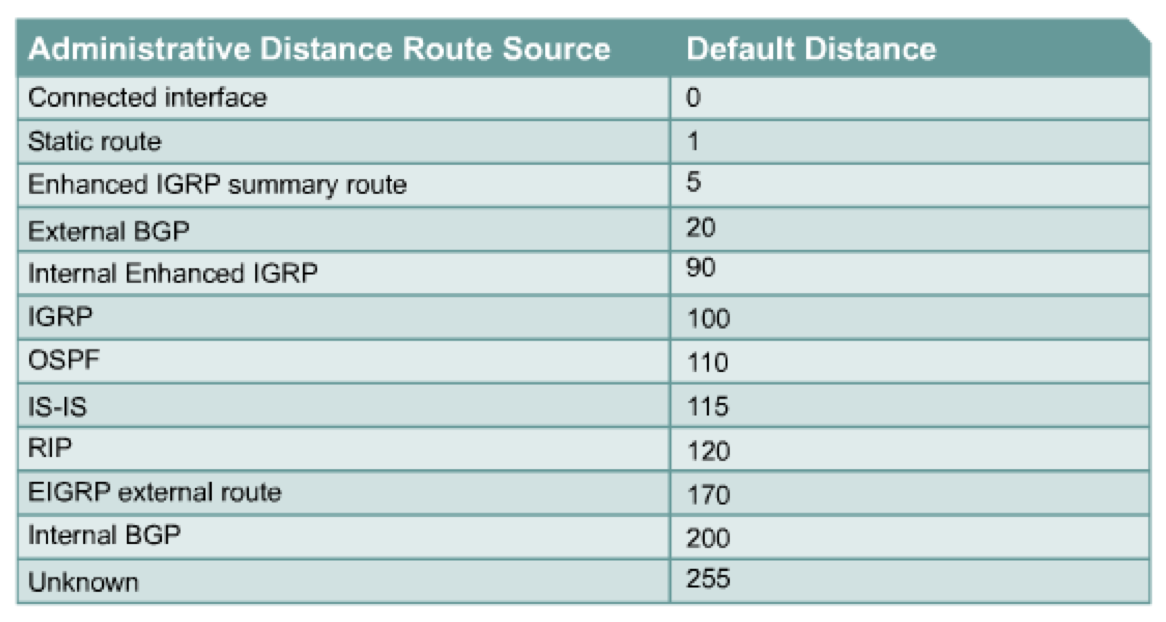 Administrative Distance Route Source Default Distance
Connected interface 0
Static route 1
Enhanced IGRP summary route 5
External BGP 20
Internal Enhanced IGRP 90
IGRP 100
OSPF 110
IS-IS 115
RIP 120
EIGRP external route 170
Internal BGP 200
Unknown 255